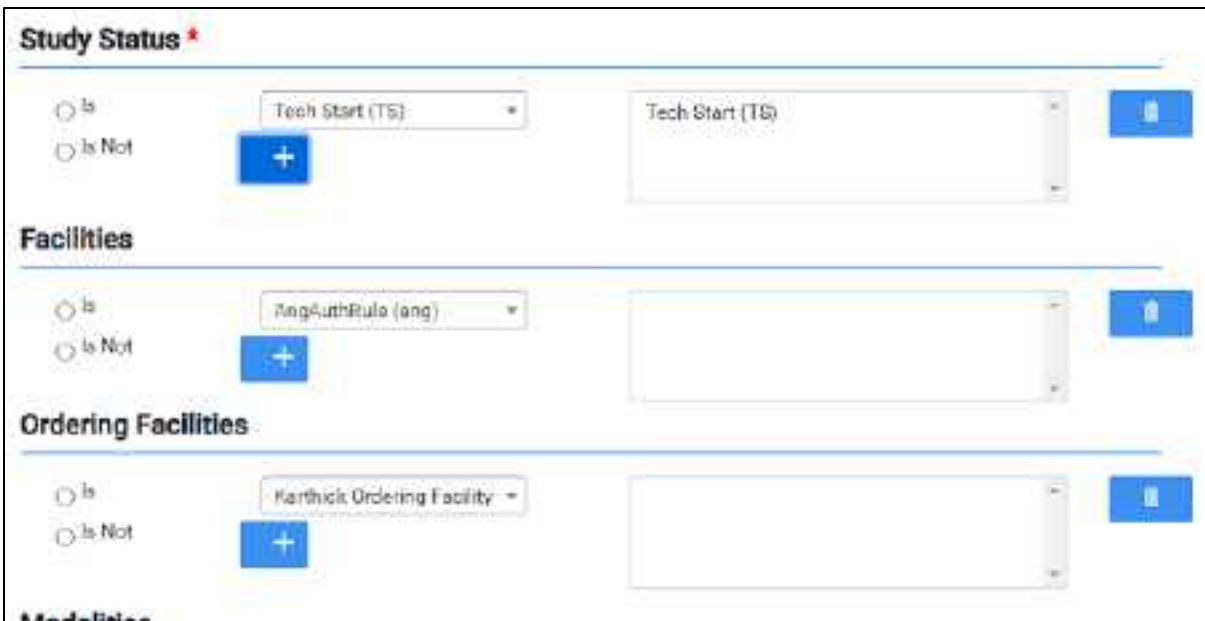 Study Status *
Is
Tech Start (TS)
Tech Start (TS)
Is Not
+
Facilities
Is
AngAuthRule (ang)
Is Not
+
Ordering Facilities
Is
Karthick Ordering Facility
Is Not
+
Modalities